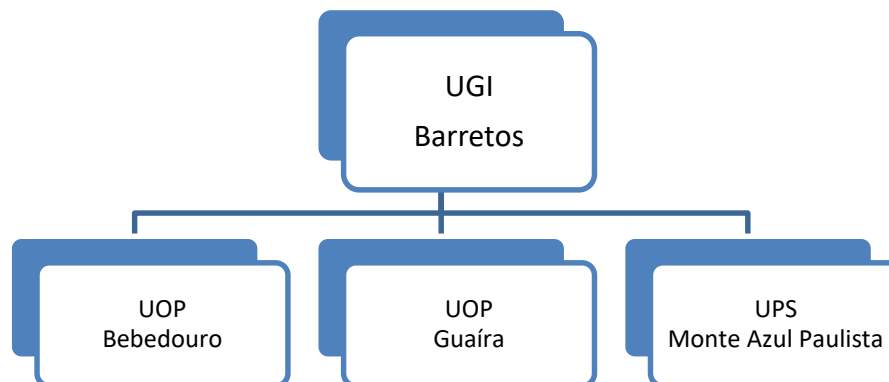 UGI
Barretos
UOP
Bebedouro
UOP
Guaíra
UPS
Monte Azul Paulista